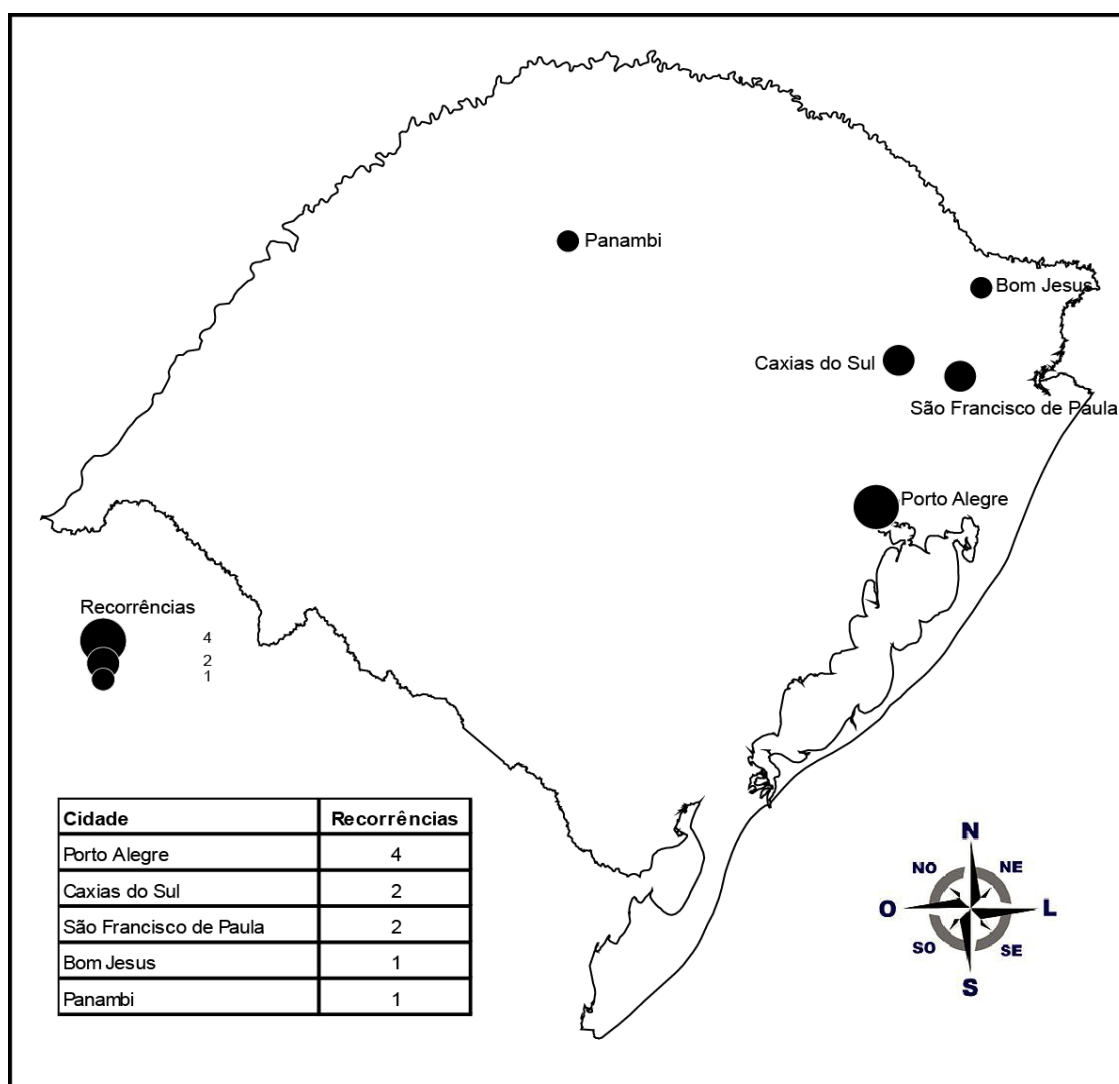 Panambi
Bom Jesus
Caxias do Sul
São Francisco de Paula
Porto Alegre
Recorrências
4
2
1
Cidade Recorrências
Porto Alegre 4
Caxias do Sul 2
São Francisco de Paula 2
Bom Jesus 1
Panambi 1
N
NO NE
O L
SO SE
S